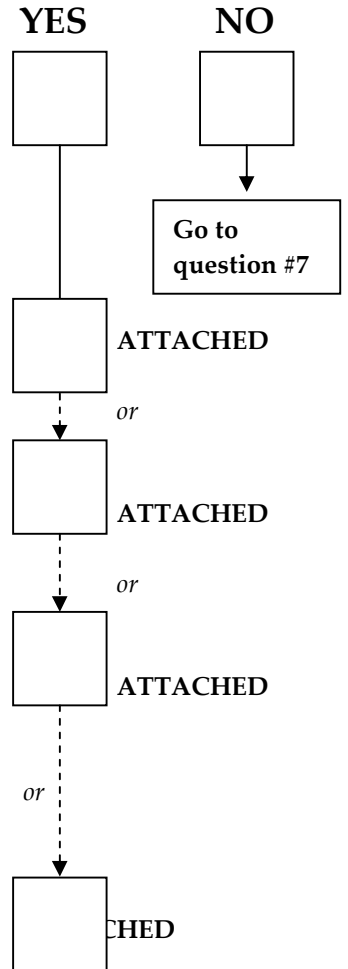 YES NO
Go to
question #7
ATTACHED
or
ATTACHED
or
ATTACHED
or
CHED